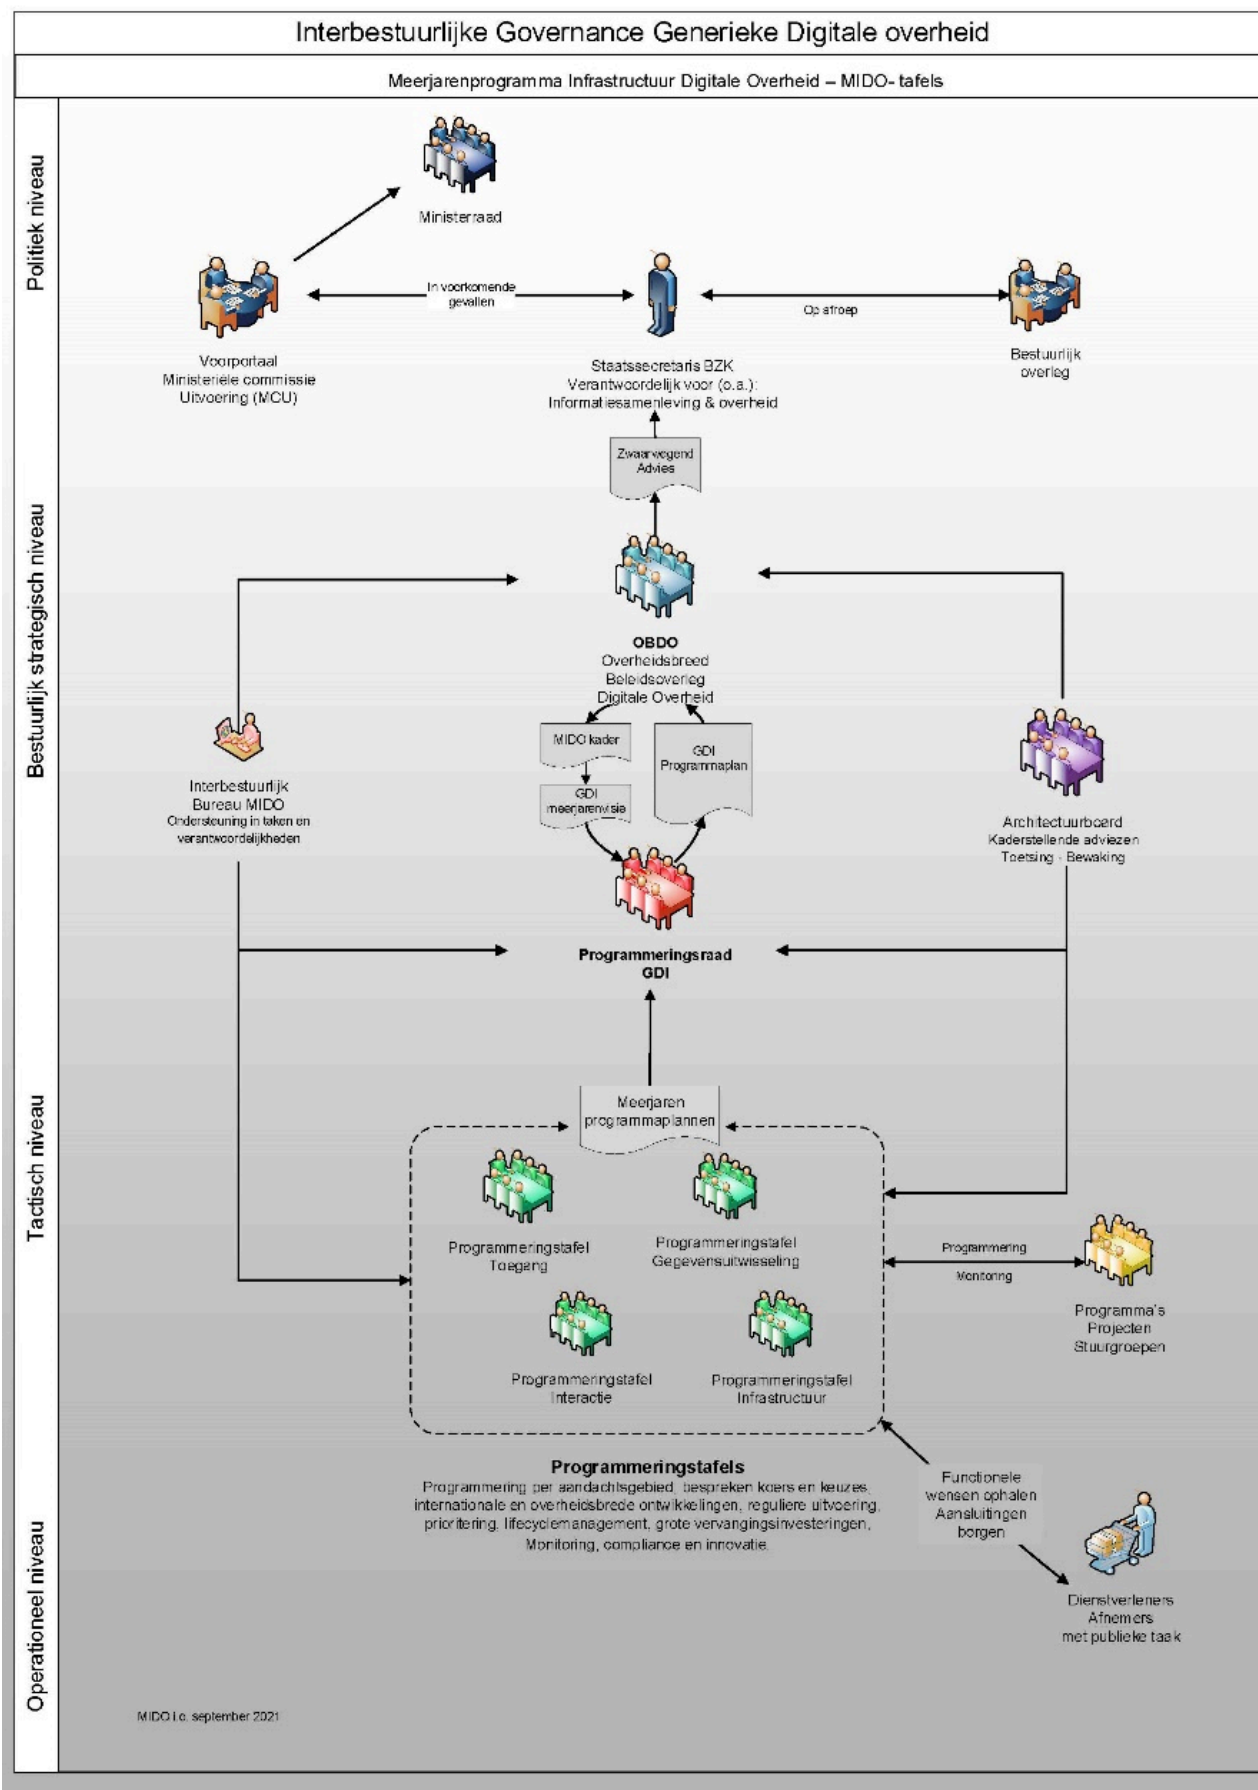 Interbestuurlijke Governance Generieke Digitale overheid
Meerjarenprogramma Infrastructuur Digitale Overheid – MIDO- tafels
Politiek niveau
Ministerraad
In voorkomende
gevallen
Op afroep
Voorportaal
Ministeriële commissie
Uitvoering (MCU)
Staatssecretaris BZK
Verantwoordelijk voor (o.a.):
Informatiesamenleving & overheid
Bestuurlijk
overleg
Bestuurlijk strategisch niveau
Zwaarwegend
Advies
OBDO
Overheidsbreed
Beleidsoverleg
Digitale Overheid
MIDO kader
GDI
meerjarenvisie
GDI
Programmaplan
Interbestuurlijk
Bureau MIDO
Ondersteuning in taken en
verantwoordelijkheden
Architectuurboard
Kaderstellende adviezen
Toetsing - Bewaking
Programmeringsraad
GDI
Tactisch niveau
Meerjaren
programmaplannen
Programmeringstafel
Toegang
Programmeringstafel
Gegevensuitwisseling
Programmeringstafel
Interactie
Programmeringstafel
Infrastructuur
Programmering
Monitoring
Programma's
Projecten
Stuurgroepen
Programmeringstafels
Programmering per aandachtsgebied, bespreken koers en keuzes,
internationale en overheidsbrede ontwikkelingen, reguliere uitvoering,
prioritering, lifecyclemanagement, grote vervangingsinvesteringen,
Monitoring, compliance en innovatie.
Operationeel niveau
Functionele
wensen ophalen
Aansluitingen
borgen
Dienstverleners
Afnemers
met publieke taak
MIDO i.o. september 2021